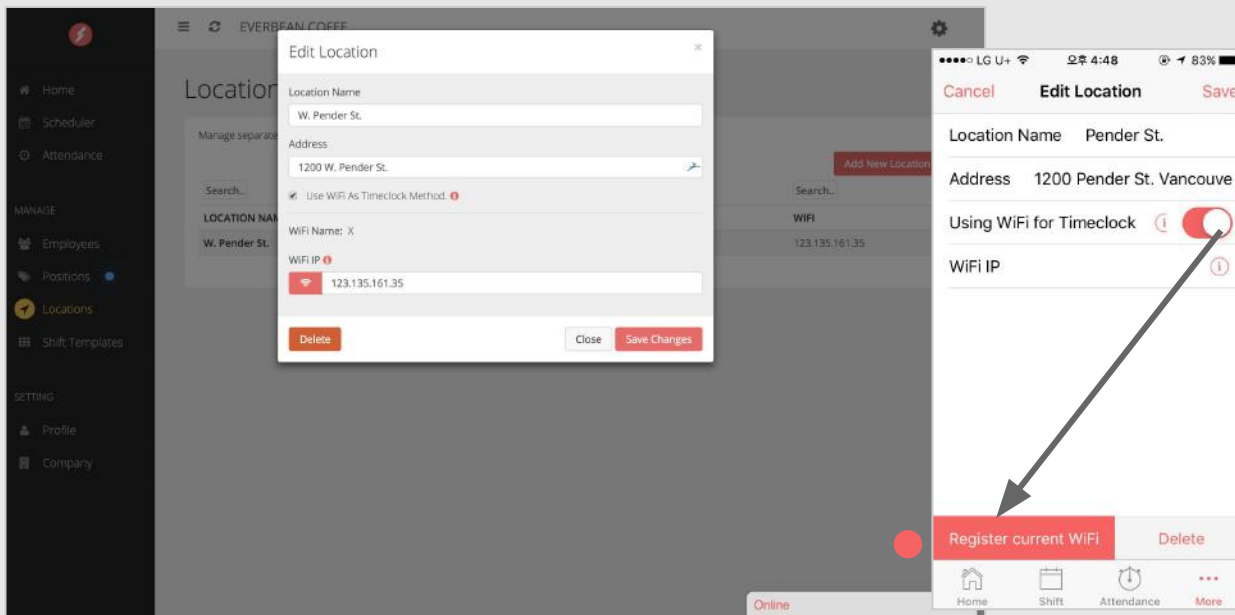 EVERBEAN COFFE
Home
Scheduler
Attendance
MANAGE
Employees
Positions
Locations
Shift Templates
SETTING
Profile
Company
Location
Manage separate
Add New Location
Search..
Search..
LOCATION NAM
WIFI
W. Pender St.
123.135.161.35
Edit Location
×
Location Name
W. Pender St.
Address
1200 W. Pender St.
Use WiFi As Timeclock Method.
WiFi Name: X
WiFi IP
123.135.161.35
Delete
Close
Save Changes
Online
LG U+
오후 4:48
83%
Cancel
Edit Location
Save
Location Name Pender St.
Address 1200 Pender St. Vancouve
Using WiFi for Timeclock
WiFi IP
Register current WiFi
Delete
Home
Shift
Attendance
More